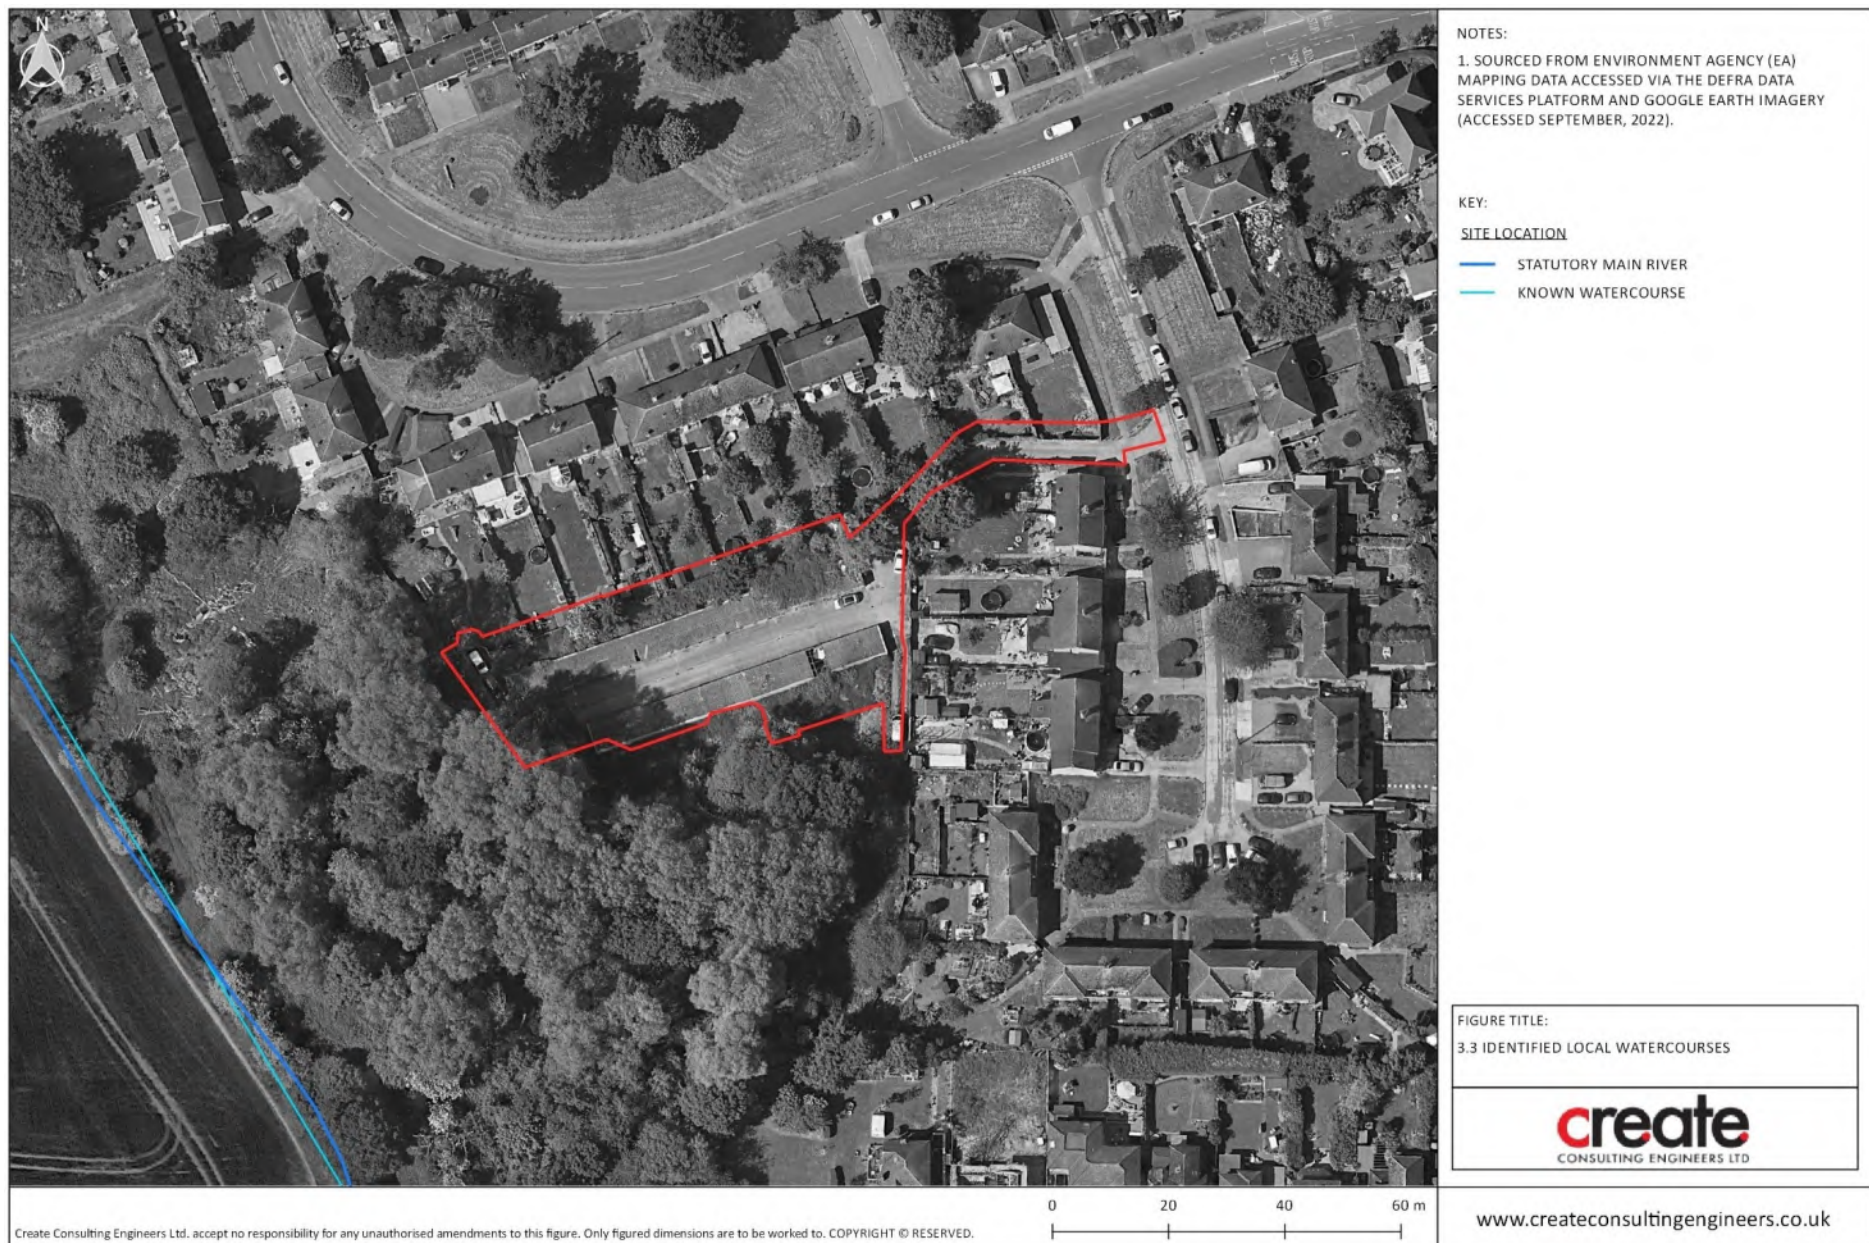 N
NOTES:
1. SOURCED FROM ENVIRONMENT AGENCY (EA)
MAPPING DATA ACCESSED VIA THE DEFRA DATA
SERVICES PLATFORM AND GOOGLE EARTH IMAGERY
(ACCESSED SEPTEMBER, 2022).
KEY:
SITE LOCATION
STATUTORY MAIN RIVER
KNOWN WATERCOURSE
FIGURE TITLE:
3.3 IDENTIFIED LOCAL WATERCOURSES
create
CONSULTING ENGINEERS LTD
0 20 40 60 m
Create Consulting Engineers Ltd. accept no responsibility for any unauthorised amendments to this figure. Only figured dimensions are to be worked to. COPYRIGHT © RESERVED.
www.createconsultingengineers.co.uk